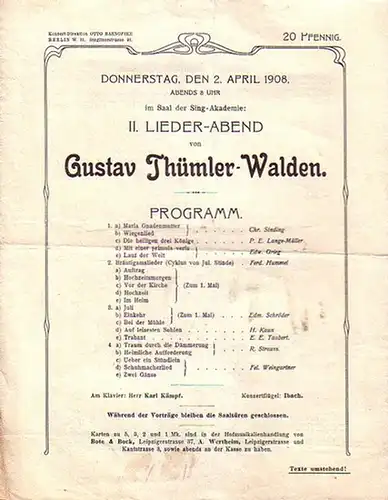 Konzert-Direktion OTTO BARNOFSKE
BERLIN W. 11,
20 PFENNIG.
DONNERSTAG, DEN 2. APRIL 1908,
ABENDS 8 UHR
im Saal der Sing-Akademie:
II. LIEDER-ABEND
von
Gustav Thümler-Walden.
PROGRAMM.
1. a) Maria Gnadenmutter
b) Wiegenlied
Chr. Sinding
c) Die heiligen drei Könige
P. E. Lange-Müller
d) Mit einer primula veris
e) Lauf der Welt
Edw. Grieg
2. Bräutigamslieder (Cyklus von Jul. Stinde)
Ferd. Hummel
a) Auftrag
b) Hochzeitsmorgen
c) Vor der Kirche
(Zum 1. Mal)
d) Hochzeit
e) Im Heim
3. a) Juli
b) Einkehr
(Zum 1. Mal)
Edm. Schröder
c) Bei der Mühle
d) Auf leisesten Sohlen
H. Kaun
e) Trabant
E. E. Taubert.
4. a) Traum durch die Dämmerung
b) Heimliche Aufforderung
R. Strauss.
c) Ueber ein Stündlein
d) Schuhmacherlied
Fel. Weingartner
e) Zwei Gänse
Am Klavier: Herr Karl Kämpf.
Konzertflügel: Ibach.
Während der Vorträge bleiben die Saaltüren geschlossen.
Karten zu 5, 3, 2 und 1 Mk. sind in der Hofmusikalienhandlung von
Bote & Bock, Leipzigerstrasse 37, A. Wertheim, Leipzigerstrasse und
Kantstrasse 3, sowie abends an der Kasse zu haben.
Texte umstehend!